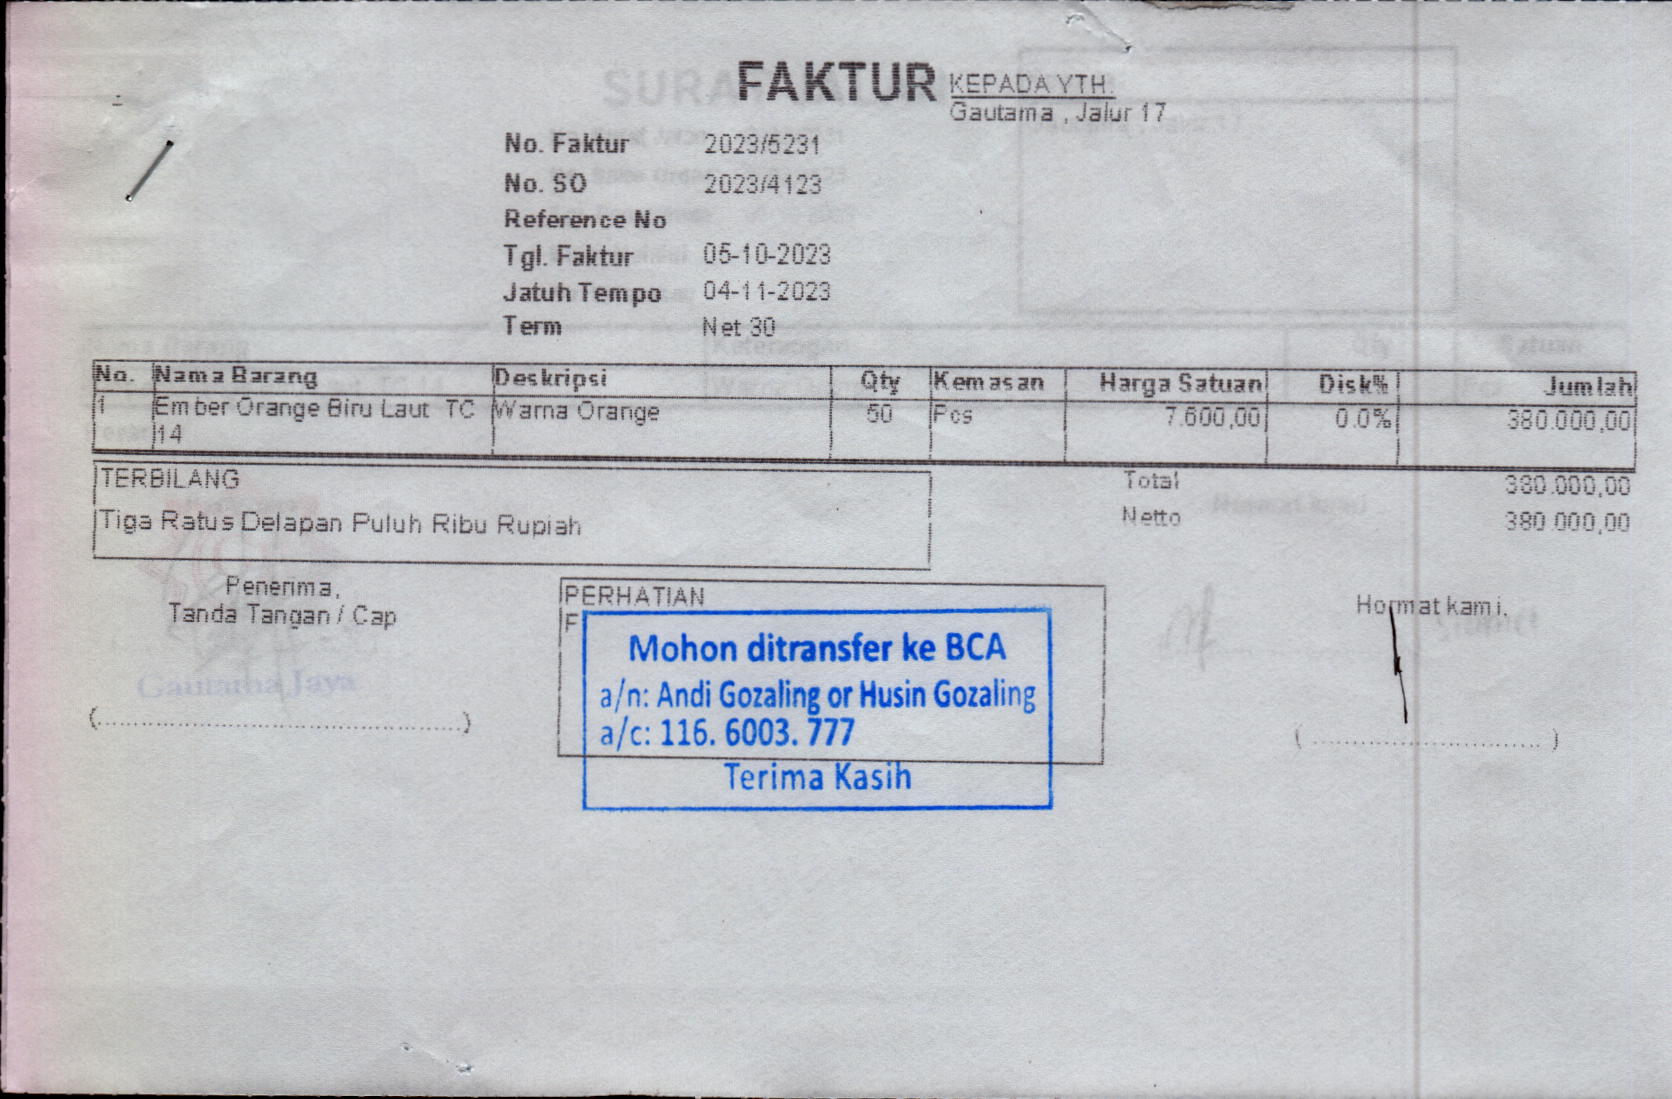 FAKTUR
KEPADA YTH.
Gautama , Jalur 17
No. Faktur 2023/5231
No. SO 2023/4123
Reference No
Tgl. Faktur 05-10-2023
Jatuh Tempo 04-11-2023
Term Net 30
No. Nama Barang Deskripsi Qty Kemasan Harga Satuan Disk% Jumlah
1 Ember Orange Biru Laut TC Warna Orange 50 Pcs 7.600,00 0.0% 380.000,00
14
TERBILANG
Tiga Ratus Delapan Puluh Ribu Rupiah
Total 380.000,00
Netto 380.000,00
Penerima,
Tanda Tangan / Cap
Gautama Jaya
(........................................)
PERHATIAN
F
Mohon ditransfer ke BCA
a/n: Andi Gozaling or Husin Gozaling
a/c: 116. 6003. 777
Terima Kasih
Hormat kami,
( ............................ )